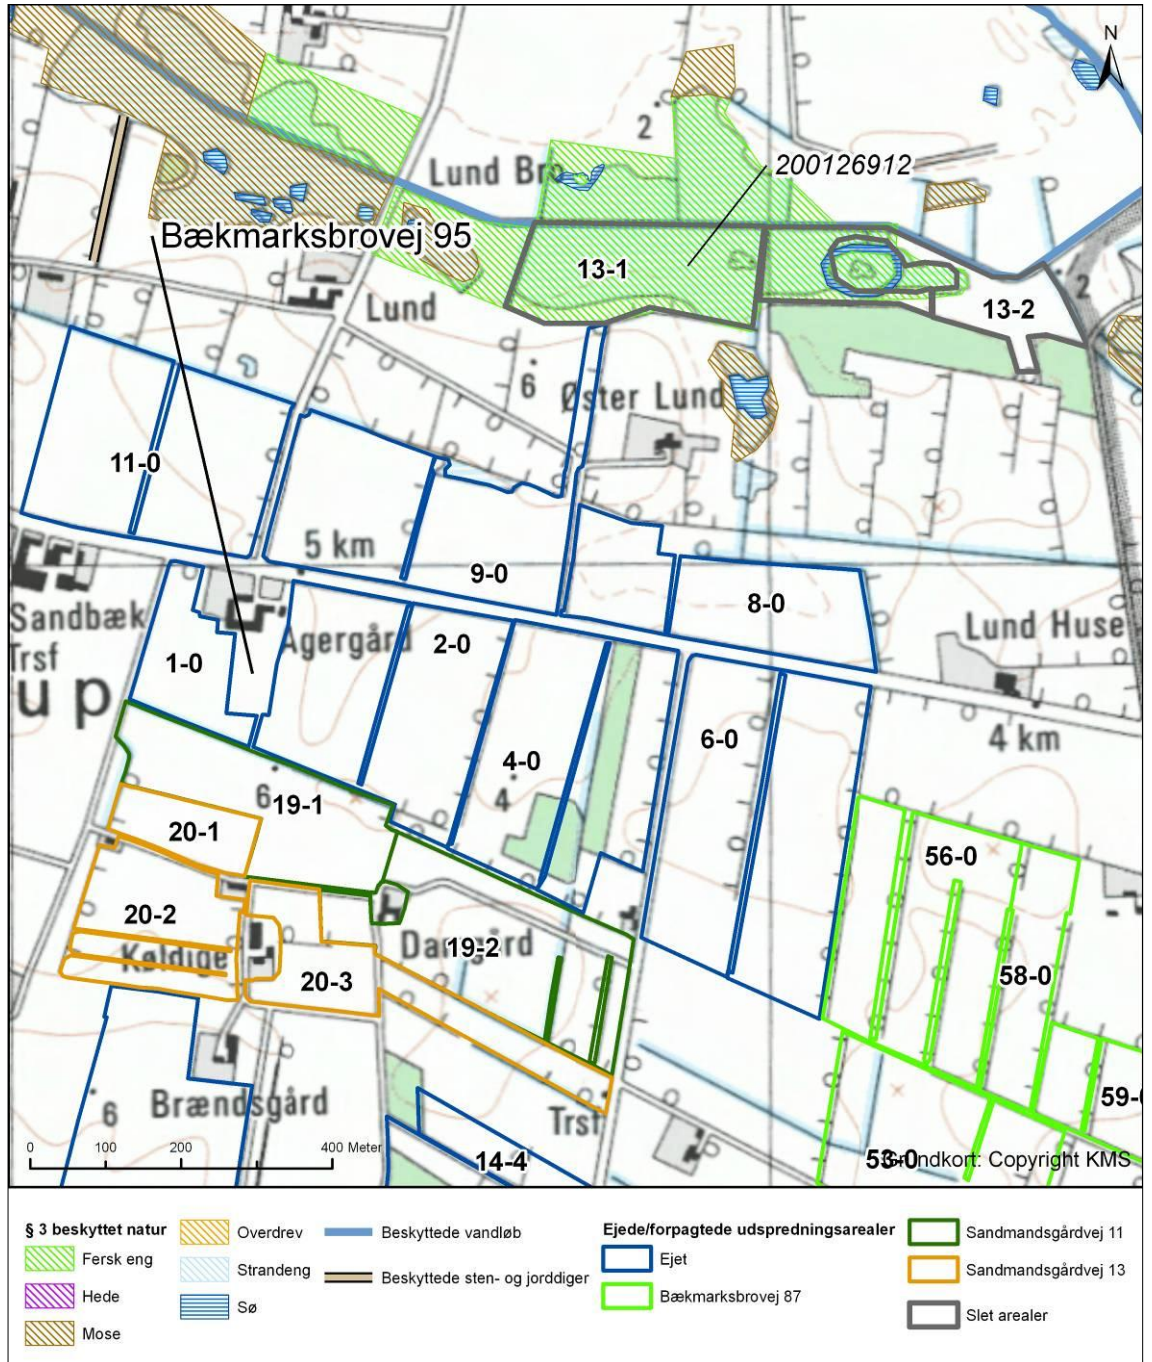 N
2
Lund Bro
200126912
Bækmarksbrovej 95
13-1
2
13-2
Lund
6
Øster Lund
11-0
5 km
9-0
8-0
Sandbæk
Trsf
up
Agergård
1-0
2-0
Lund Huse
4 km
6-0
4-0
4
6
19-1
20-1
56-0
20-2
Køldige
Damgård
19-2
20-3
58-0
59-0
6
Brændsgård
Trsf
14-4
53-0
Grundkort: Copyright KMS
0 100 200 400 Meter
§ 3 beskyttet natur
Fersk eng
Hede
Mose
Overdrev
Strandeng
Sø
Beskyttede vandløb
Beskyttede sten- og jorddiger
Ejede/forpagtede udspredningsarealer
Ejet
Bækmarksbrovej 87
Sandmandsgårdvej 11
Sandmandsgårdvej 13
Slet arealer